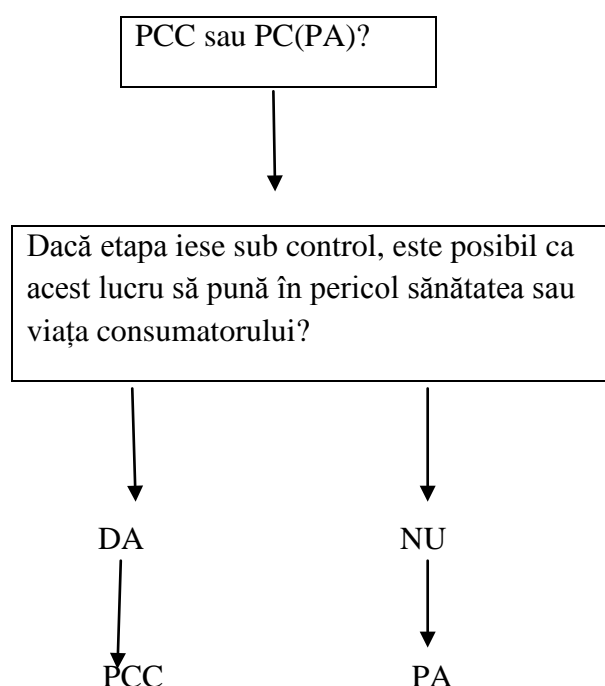 PCC sau PC(PA)?
Dacă etapa iese sub control, este posibil ca
acest lucru să pună în pericol sănătatea sau
viața consumatorului?
DA NU
PCC PA